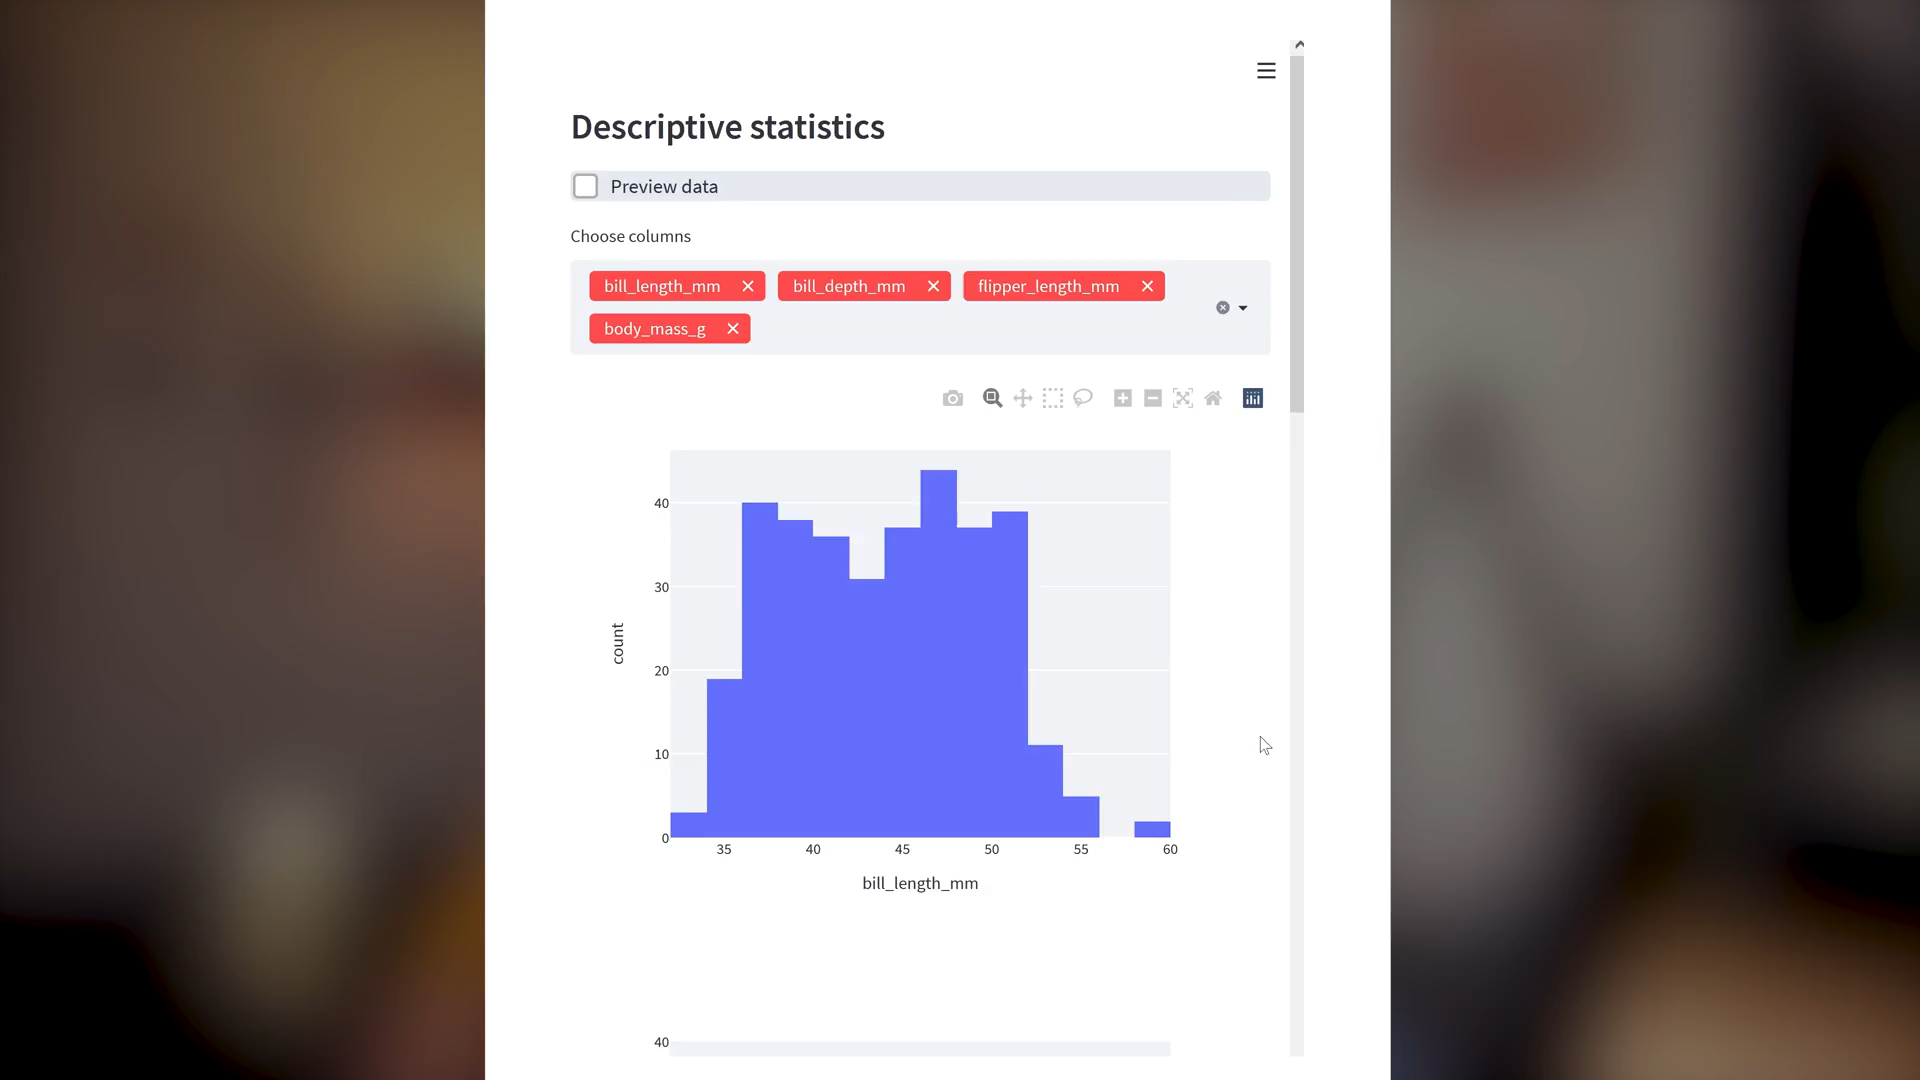 Descriptive statistics
Preview data
Choose columns
bill_length_mm bill_depth_mm flipper_length_mm
body_mass_g
40
30
20
10
0
count
35 40 45 50 55 60
bill_length_mm
40